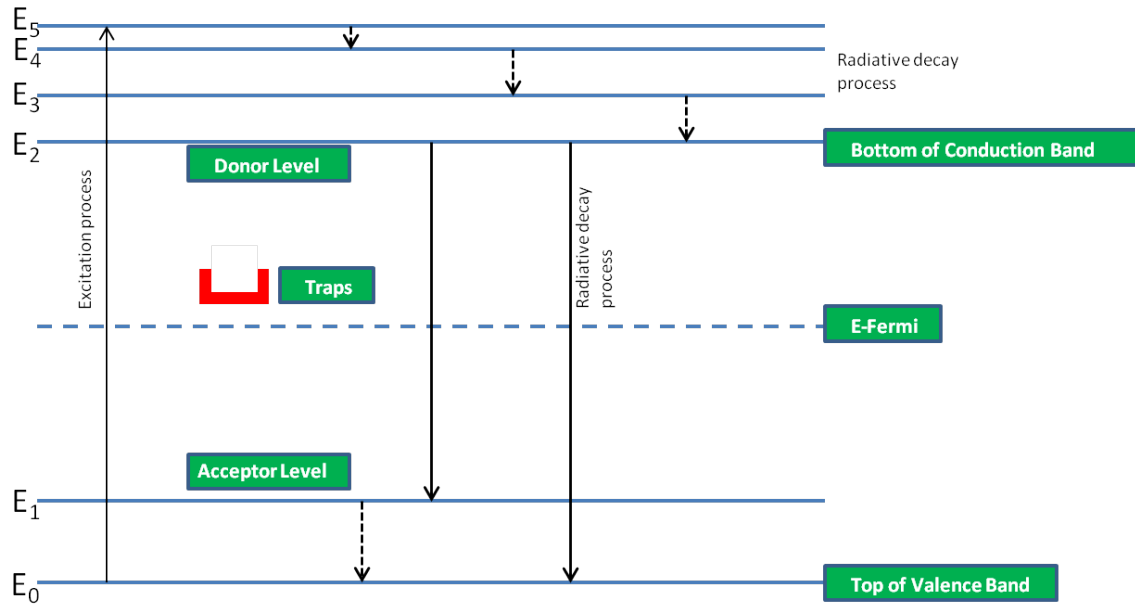 E5
E4
Radiative decay
process
E3
E2
Bottom of Conduction Band
Donor Level
Excitation process
Radiative decay
process
Traps
E-Fermi
Acceptor Level
E1
E0
Top of Valence Band